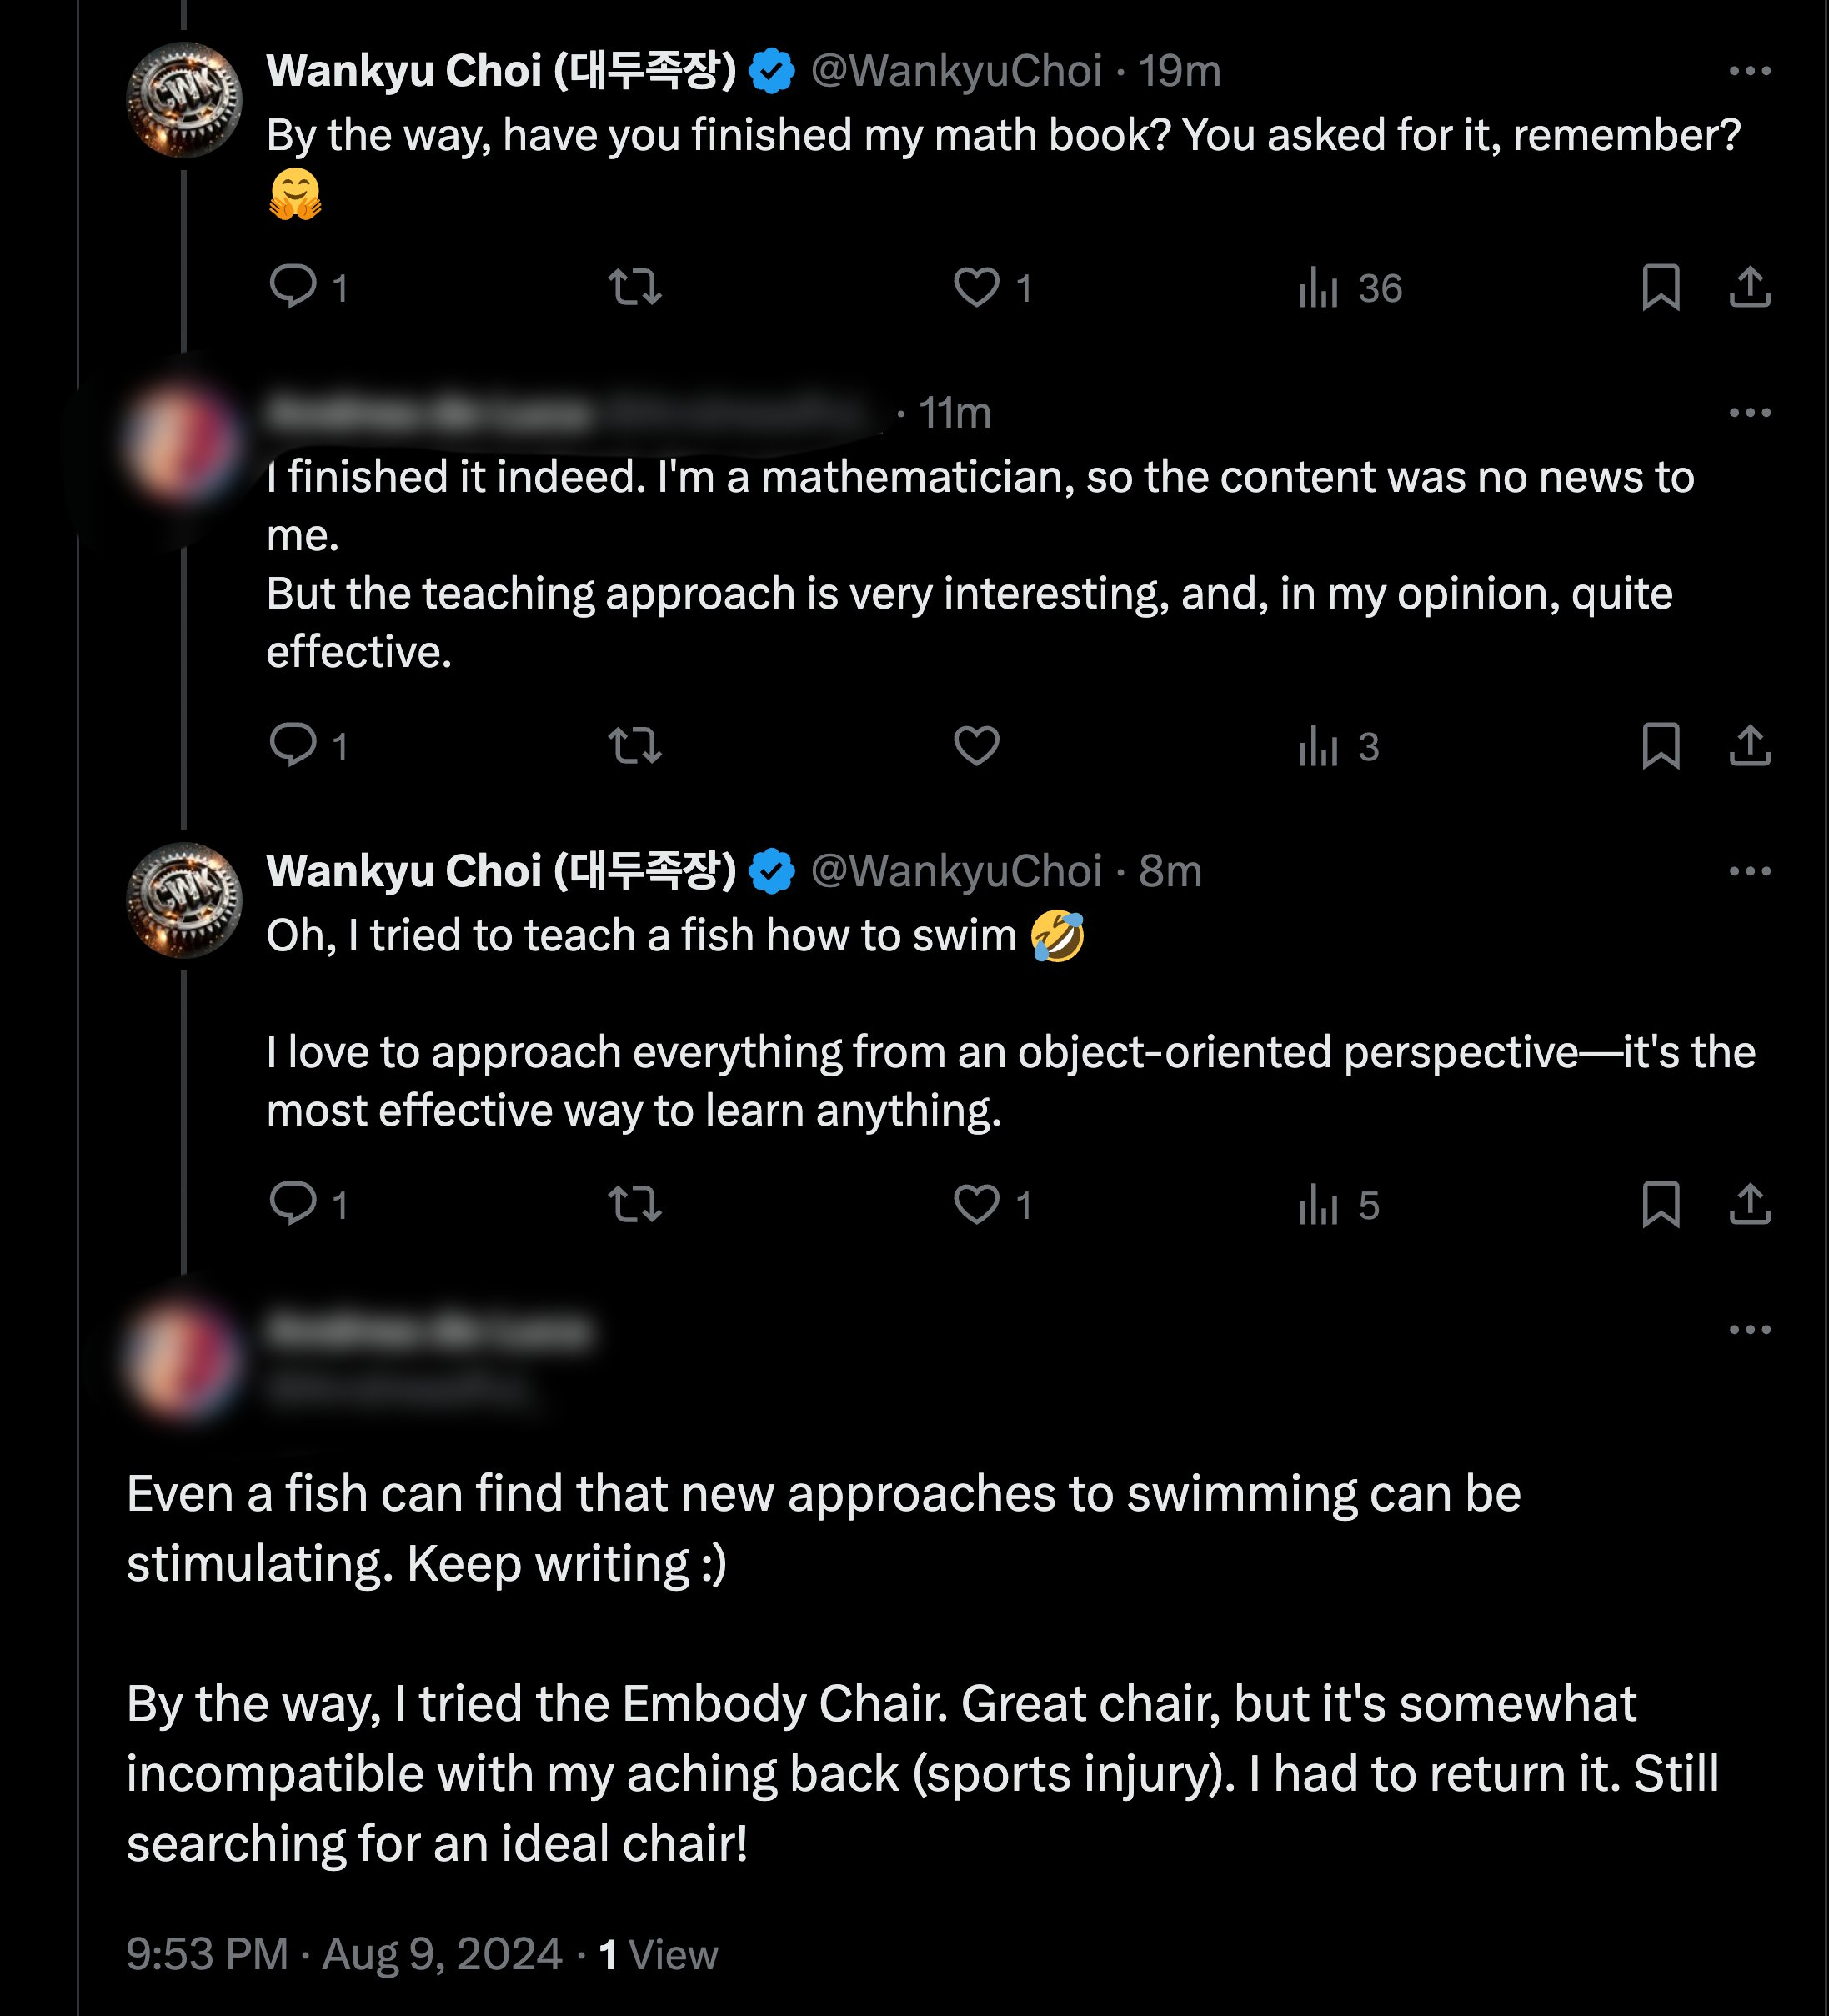 Wankyu Choi (대두족장) @WankyuChoi · 19m
By the way, have you finished my math book? You asked for it, remember?
🤗
1 1 36
· 11m
I finished it indeed. I'm a mathematician, so the content was no news to
me.
But the teaching approach is very interesting, and, in my opinion, quite
effective.
1 3
Wankyu Choi (대두족장) @WankyuChoi · 8m
Oh, I tried to teach a fish how to swim 🤣
I love to approach everything from an object-oriented perspective—it's the
most effective way to learn anything.
1 1 5
Even a fish can find that new approaches to swimming can be
stimulating. Keep writing :)
By the way, I tried the Embody Chair. Great chair, but it's somewhat
incompatible with my aching back (sports injury). I had to return it. Still
searching for an ideal chair!
9:53 PM · Aug 9, 2024 · 1 View